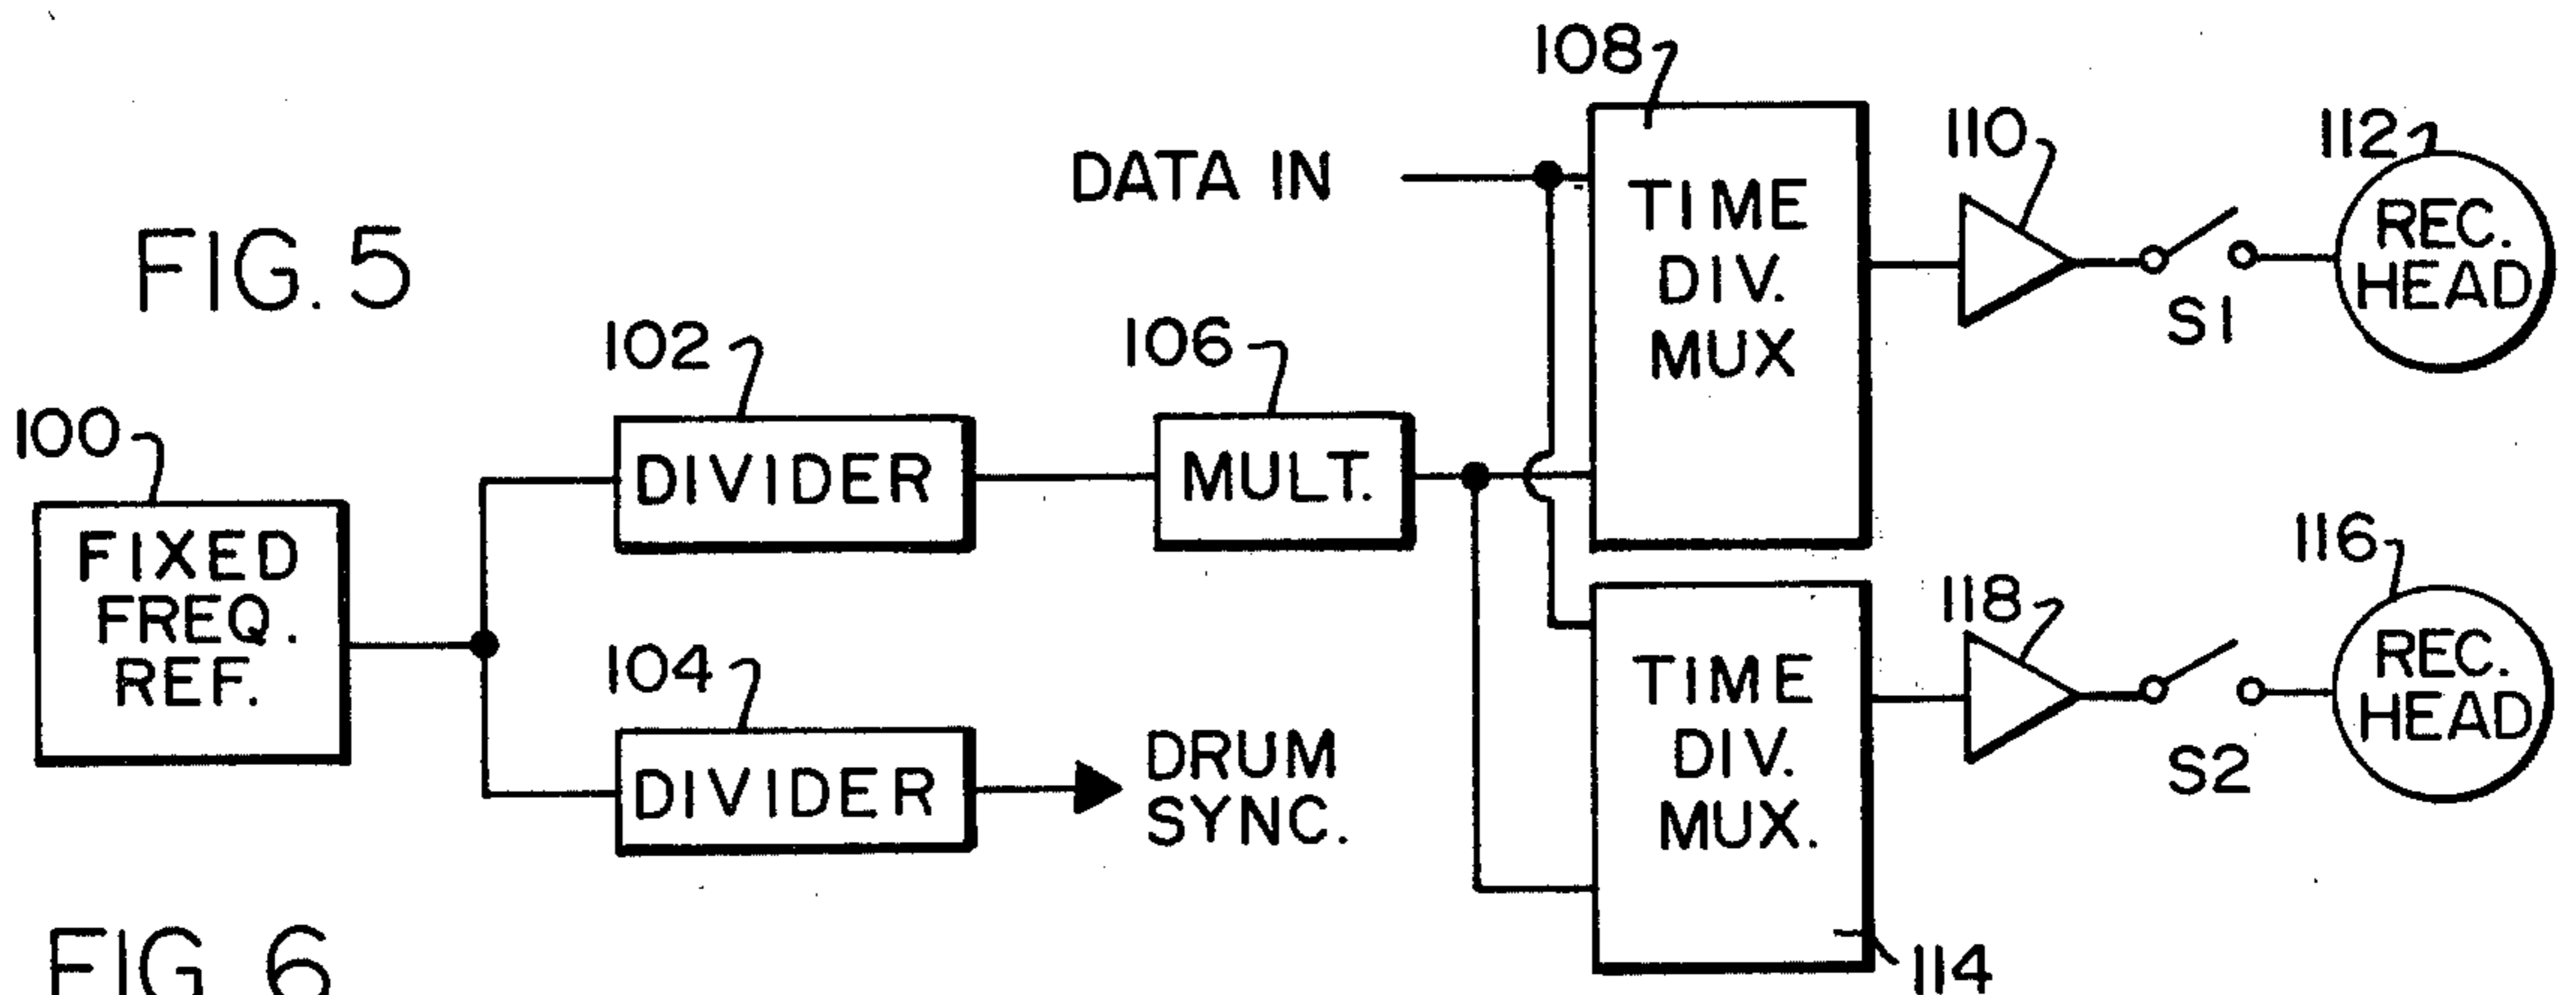 FIG. 5
100
FIXED
FREQ.
REF.
102
DIVIDER
104
DIVIDER
DRUM
SYNC.
106
MULT.
DATA IN
108
TIME
DIV.
MUX
110
S1
112
REC.
HEAD
TIME
DIV.
MUX.
114
118
S2
116
REC.
HEAD
FIG. 6